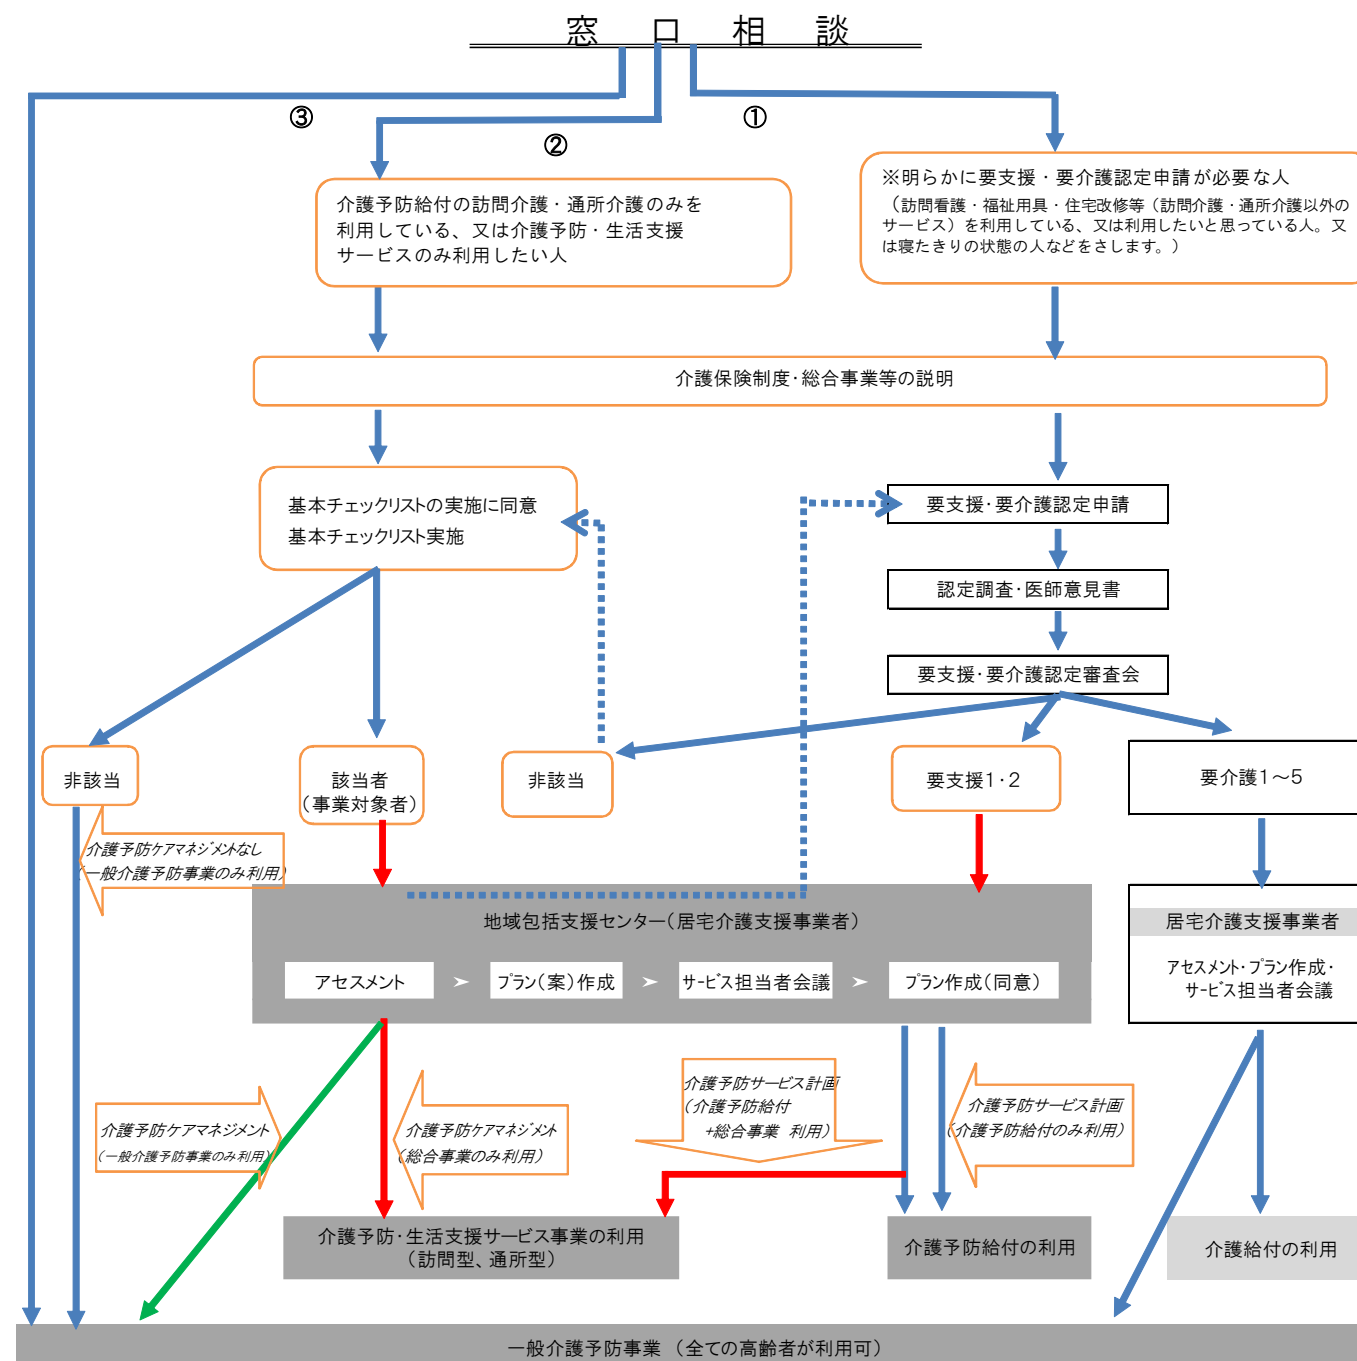 窓口相談
③
②
①
介護予防給付の訪問介護・通所介護のみを
利用している、又は介護予防・生活支援
サービスのみ利用したい人
※明らかに要支援・要介護認定申請が必要な人
（訪問看護・福祉用具・住宅改修等（訪問介護・通所介護以外の
サービス）を利用している、又は利用したいと思っている人。又
は寝たきりの状態の人などをさします。）
介護保険制度・総合事業等の説明
基本チェックリストの実施に同意
基本チェックリスト実施
要支援・要介護認定申請
認定調査・医師意見書
要支援・要介護認定審査会
非該当
該当者
（事業対象者）
非該当
要支援1・2
要介護1～5
介護予防ケアマネジメントなし
（一般介護予防事業のみ利用）
地域包括支援センター（居宅介護支援事業者）
アセスメント ＞ プラン（案）作成 ＞ サービス担当者会議 ＞ プラン作成（同意）
居宅介護支援事業者
アセスメント・プラン作成・
サービス担当者会議
介護予防ケアマネジメント
（一般介護予防事業のみ利用）
介護予防ケアマネジメント
（総合事業のみ利用）
介護予防サービス計画
（介護予防給付
+総合事業 利用）
介護予防サービス計画
（介護予防給付のみ利用）
介護予防・生活支援サービス事業の利用
（訪問型、通所型）
介護予防給付の利用
介護給付の利用
一般介護予防事業 （全ての高齢者が利用可）